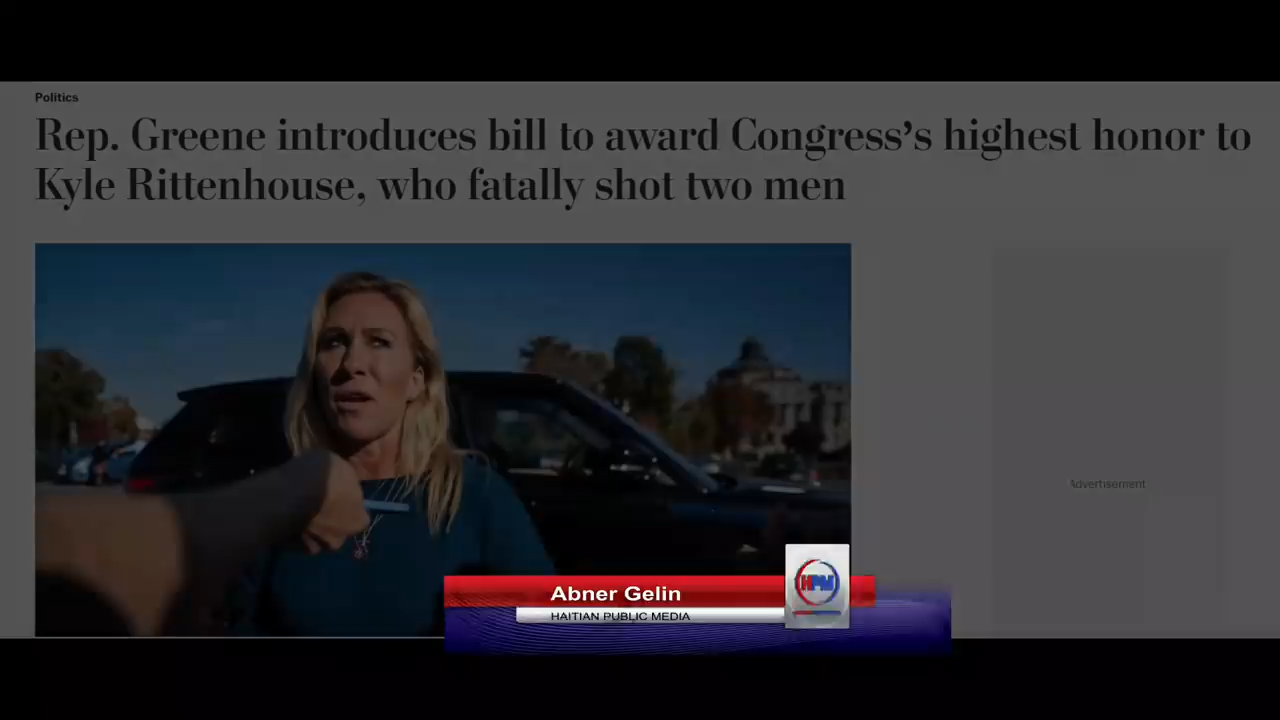 Politics
Rep. Greene introduces bill to award Congress’s highest honor to
Kyle Rittenhouse, who fatally shot two men
Advertisement
Abner Gelin
HPM
HAITIAN PUBLIC MEDIA